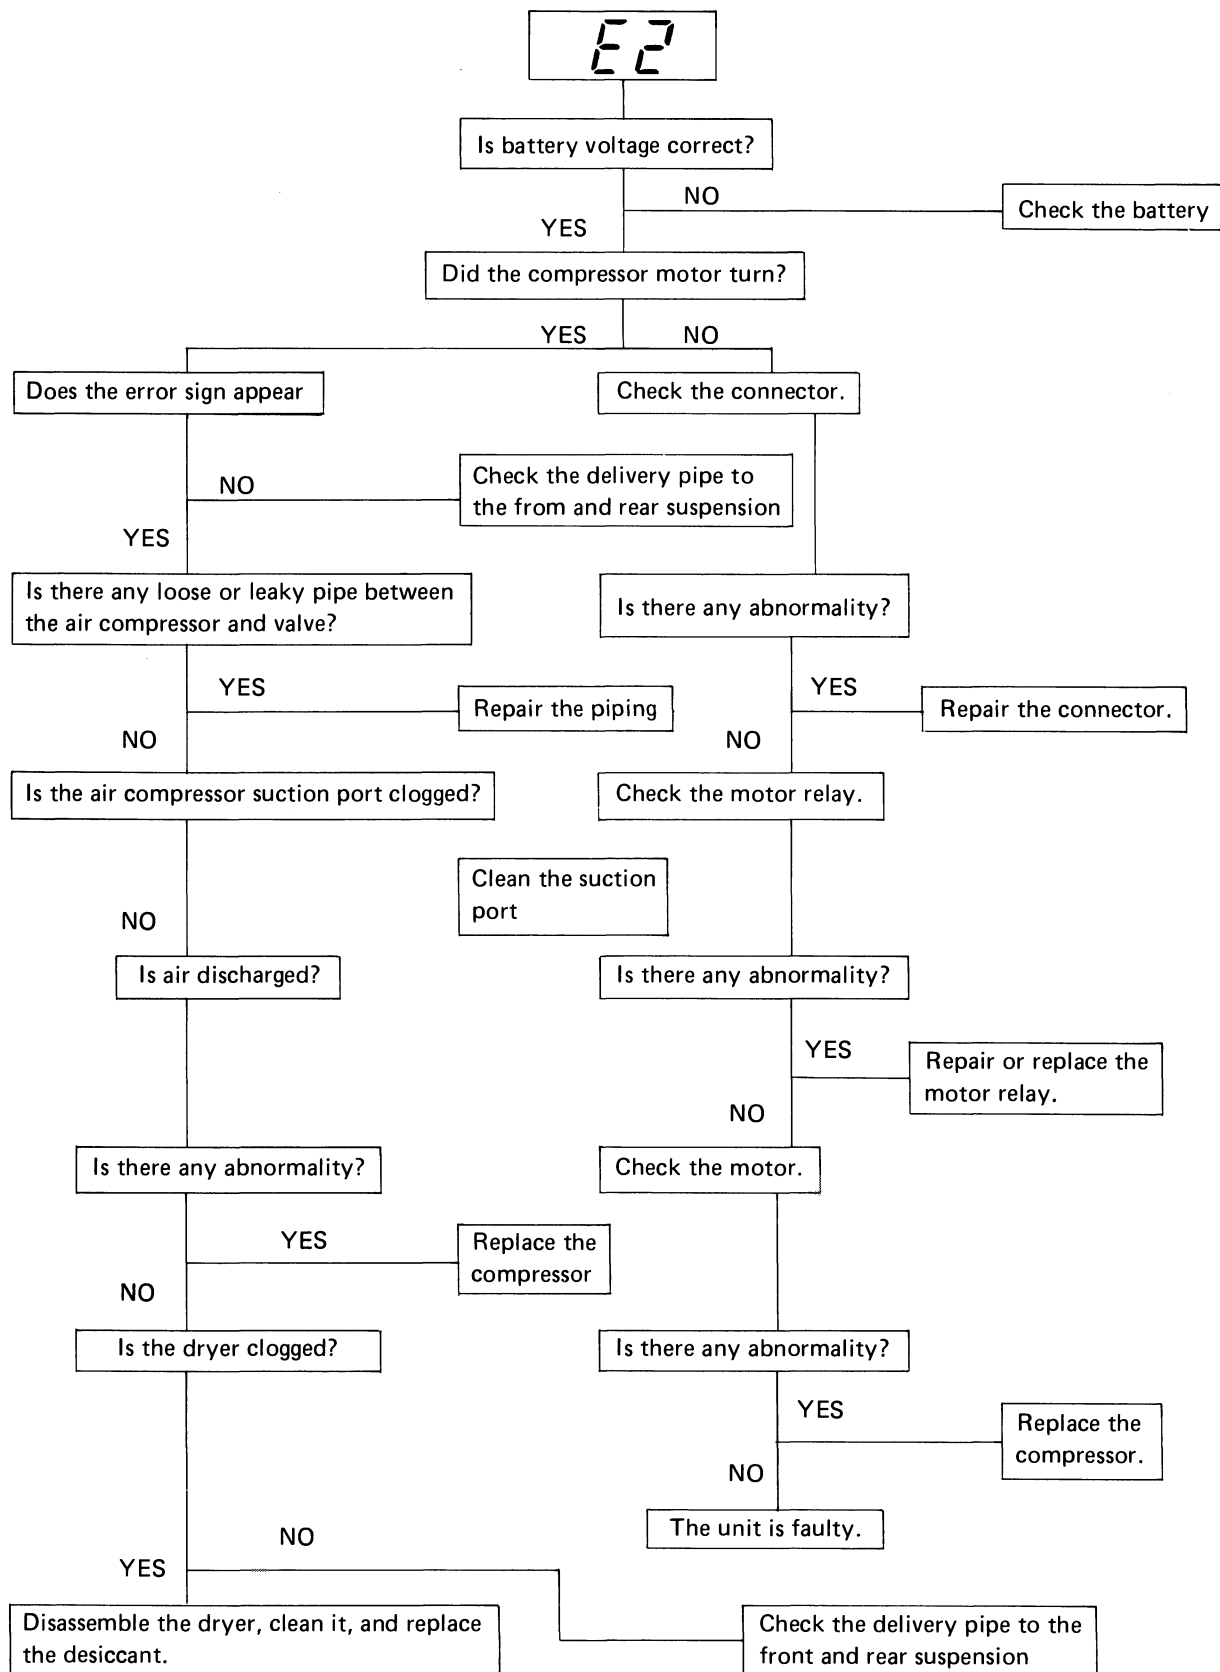 E2
Is battery voltage correct?
NO
Check the battery
YES
Did the compressor motor turn?
YES
NO
Does the error sign appear
Check the connector.
NO
Check the delivery pipe to
the from and rear suspension
YES
Is there any loose or leaky pipe between
the air compressor and valve?
Is there any abnormality?
YES
Repair the piping
YES
Repair the connector.
NO
NO
Is the air compressor suction port clogged?
Check the motor relay.
Clean the suction
port
NO
Is air discharged?
Is there any abnormality?
YES
Repair or replace the
motor relay.
NO
Is there any abnormality?
Check the motor.
YES
Replace the
compressor
NO
Is the dryer clogged?
Is there any abnormality?
YES
Replace the
compressor.
NO
The unit is faulty.
NO
YES
Disassemble the dryer, clean it, and replace
the desiccant.
Check the delivery pipe to the
front and rear suspension